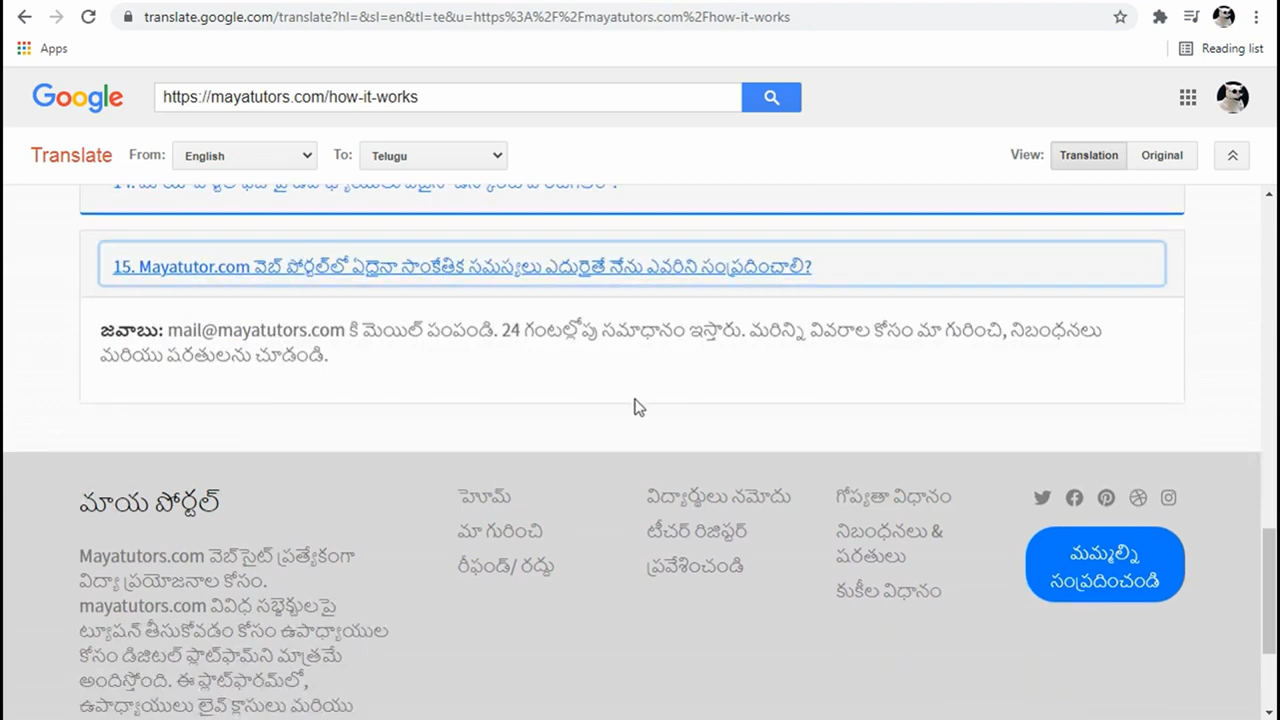 translate.google.com/translate?hl=&sl=en&tl=te&u=https%3A%2F%2Fmayatutors.com%2Fhow-it-works
Apps
Reading list
Google
https://mayatutors.com/how-it-works
Translate From: English To: Telugu View: Translation Original
15. Mayatutor.com వెబ్ పోర్టల్‌లో ఏదైనా సాంకేతిక సమస్యలు ఎదురైతే నేను ఎవరిని సంప్రదించాలి?
జవాబు: mail@mayatutors.com కి మెయిల్ పంపండి. 24 గంటల్లోపు సమాధానం ఇస్తారు. మరిన్ని వివరాల కోసం మా గురించి, నిబంధనలు
మరియు షరతులను చూడండి.
మాయ పోర్టల్
Mayatutors.com వెబ్‌సైట్ ప్రత్యేకంగా
విద్యా ప్రయోజనాల కోసం.
mayatutors.com వివిధ సబ్జెక్టులపై
ట్యూషన్ తీసుకోవడం కోసం ఉపాధ్యాయుల
కోసం డిజిటల్ ప్లాట్‌ఫామ్‌ని మాత్రమే
అందిస్తోంది. ఈ ప్లాట్‌ఫారమ్‌లో,
ఉపాధ్యాయులు లైవ్ క్లాసులు మరియు
హొమ్
మా గురించి
రీఫండ్/ రద్దు
విద్యార్థులు నమోదు
టీచర్ రిజిస్టర్
ప్రవేశించండి
గోప్యతా విధానం
నిబంధనలు &
షరతులు
కుకీల విధానం
మమ్మల్ని
సంప్రదించండి